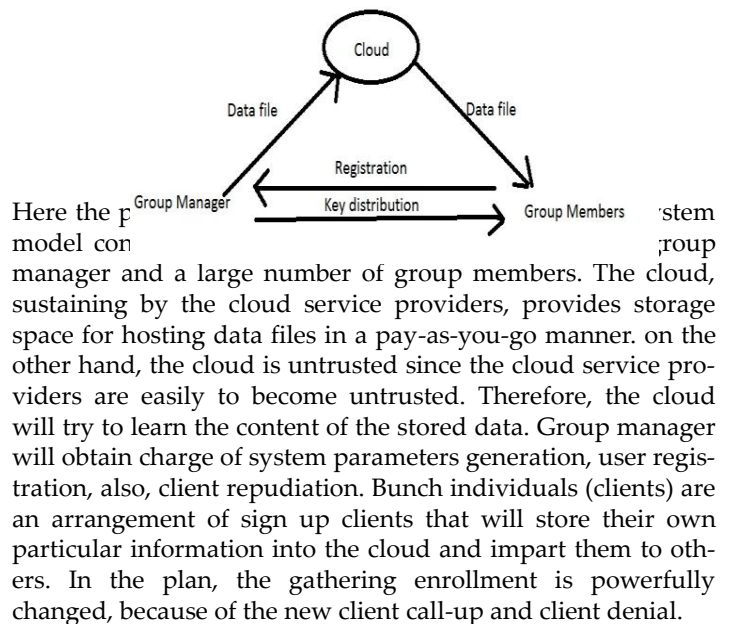 Cloud
Data file
Data file
Registration
Group Manager
Key distribution
Group Members
Here the
model
manager and a large number of group members. The cloud,
sustaining by the cloud service providers, provides storage
space for hosting data files in a pay-as-you-go manner. on the
other hand, the cloud is untrusted since the cloud service pro-
viders are easily to become untrusted. Therefore, the cloud
will try to learn the content of the stored data. Group manager
will obtain charge of system parameters generation, user regis-
tration, also, client repudiation. Bunch individuals (clients) are
an arrangement of sign up clients that will store their own
particular information into the cloud and impart them to oth-
ers. In the plan, the gathering enrollment is powerfully
changed, because of the new client call-up and client denial.